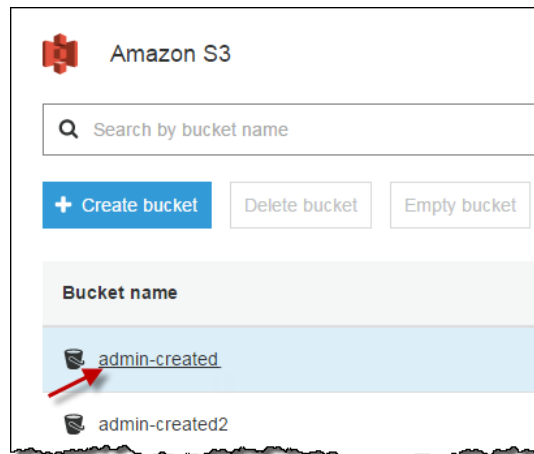 Amazon S3
Search by bucket name
+ Create bucket Delete bucket Empty bucket
Bucket name
admin-created
admin-created2